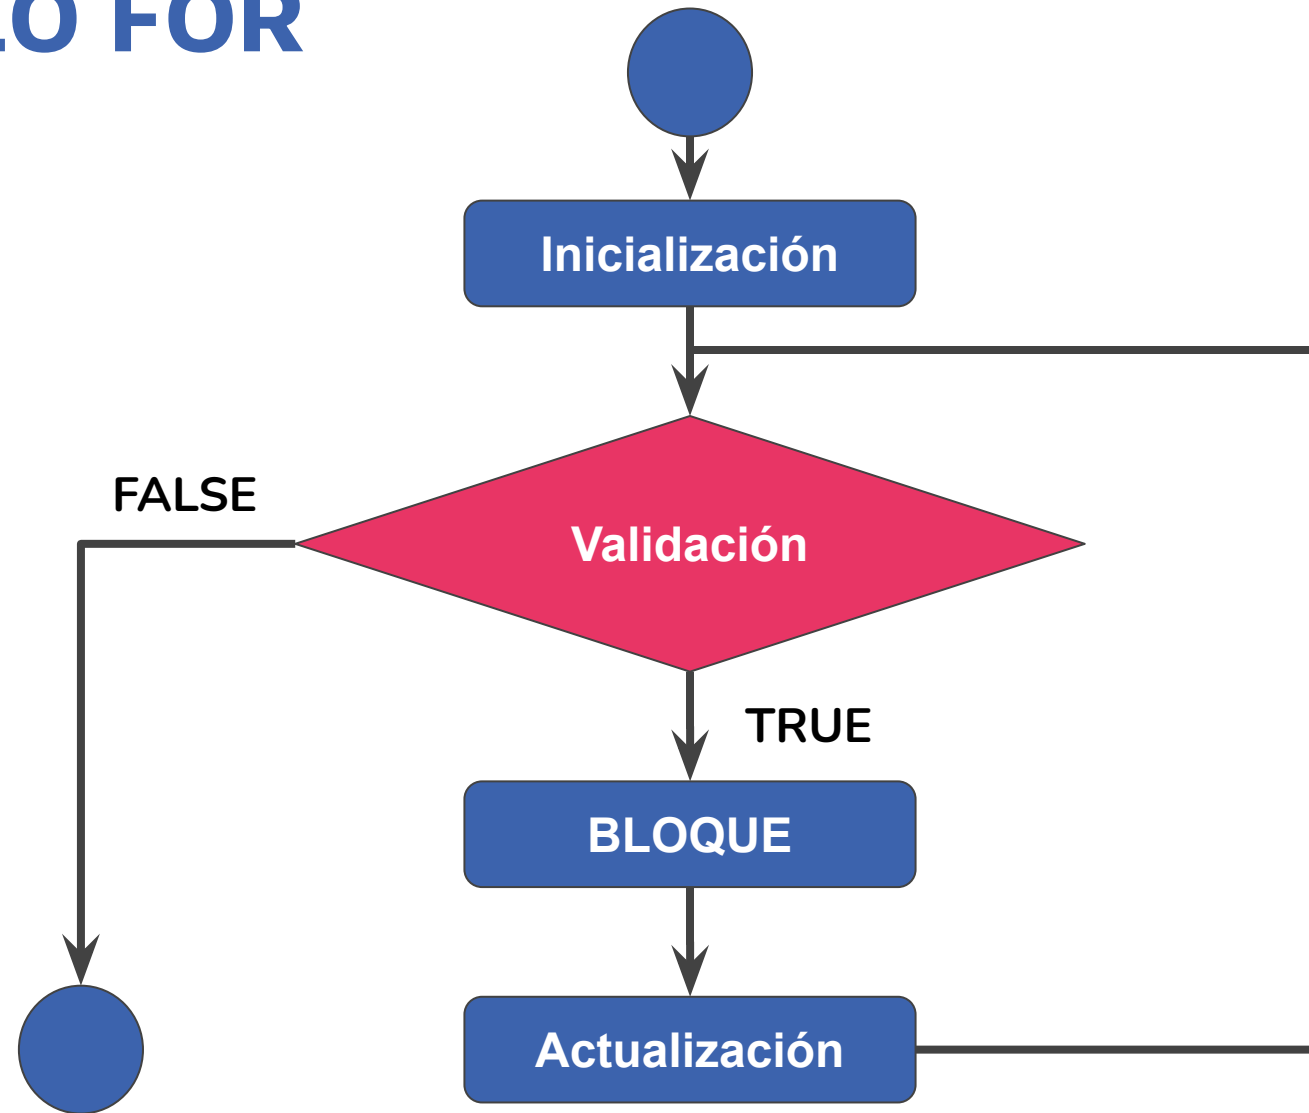 LO FOR
Inicialización
FALSE
Validación
TRUE
BLOQUE
Actualización